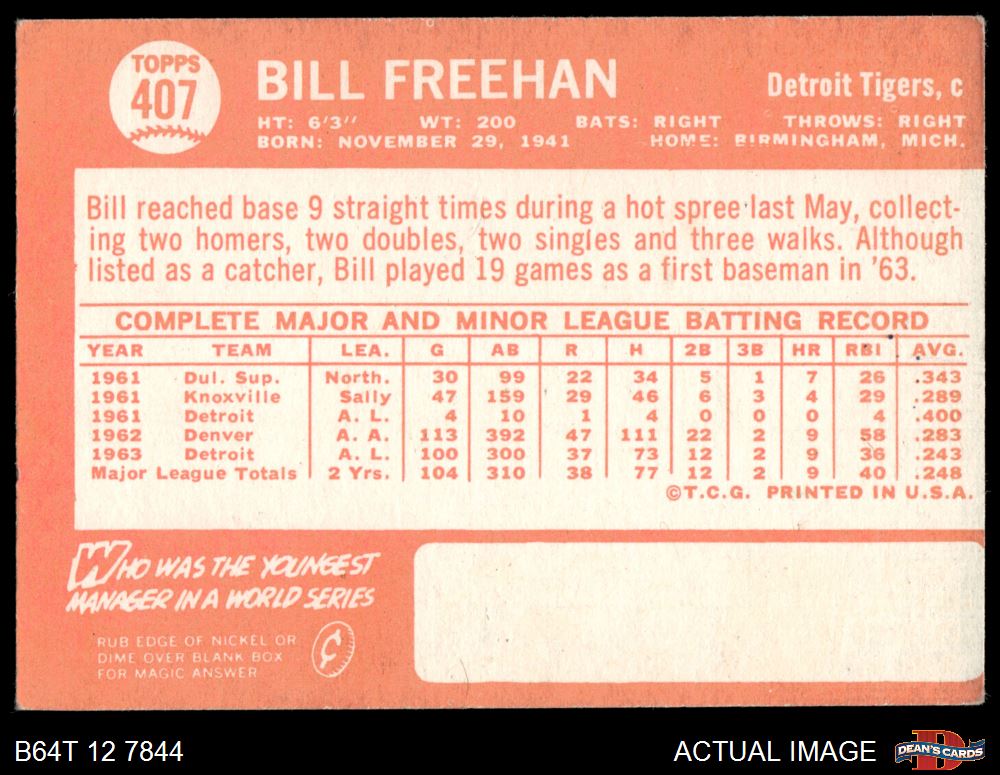 TOPPS
407
BILL FREEHAN
Detroit Tigers, c
HT: 6'3" WT: 200 BATS: RIGHT THROWS: RIGHT
BORN: NOVEMBER 29, 1941 HOME: BIRMINGHAM, MICH.
Bill reached base 9 straight times during a hot spree last May, collect-
ing two homers, two doubles, two singles and three walks. Although
listed as a catcher, Bill played 19 games as a first baseman in '63.
COMPLETE MAJOR AND MINOR LEAGUE BATTING RECORD
YEAR TEAM LEA. G AB R H 2B 3B HR RBI AVG.
1961 Dul. Sup. North. 30 99 22 34 5 1 7 26 .343
1961 Knoxville Sally 47 159 29 46 6 3 4 29 .289
1961 Detroit A. L. 4 10 1 4 0 0 0 4 .400
1962 Denver A. A. 113 392 47 111 22 2 9 58 .283
1963 Detroit A. L. 100 300 37 73 12 2 9 36 .243
Major League Totals 2 Yrs. 104 310 38 77 12 2 9 40 .248
©T.C.G. PRINTED IN U.S.A.
WHO WAS THE YOUNGEST
MANAGER IN A WORLD SERIES
RUB EDGE OF NICKEL OR
DIME OVER BLANK BOX
FOR MAGIC ANSWER
¢
B64T 12 7844
ACTUAL IMAGE
DEAN'S CARDS